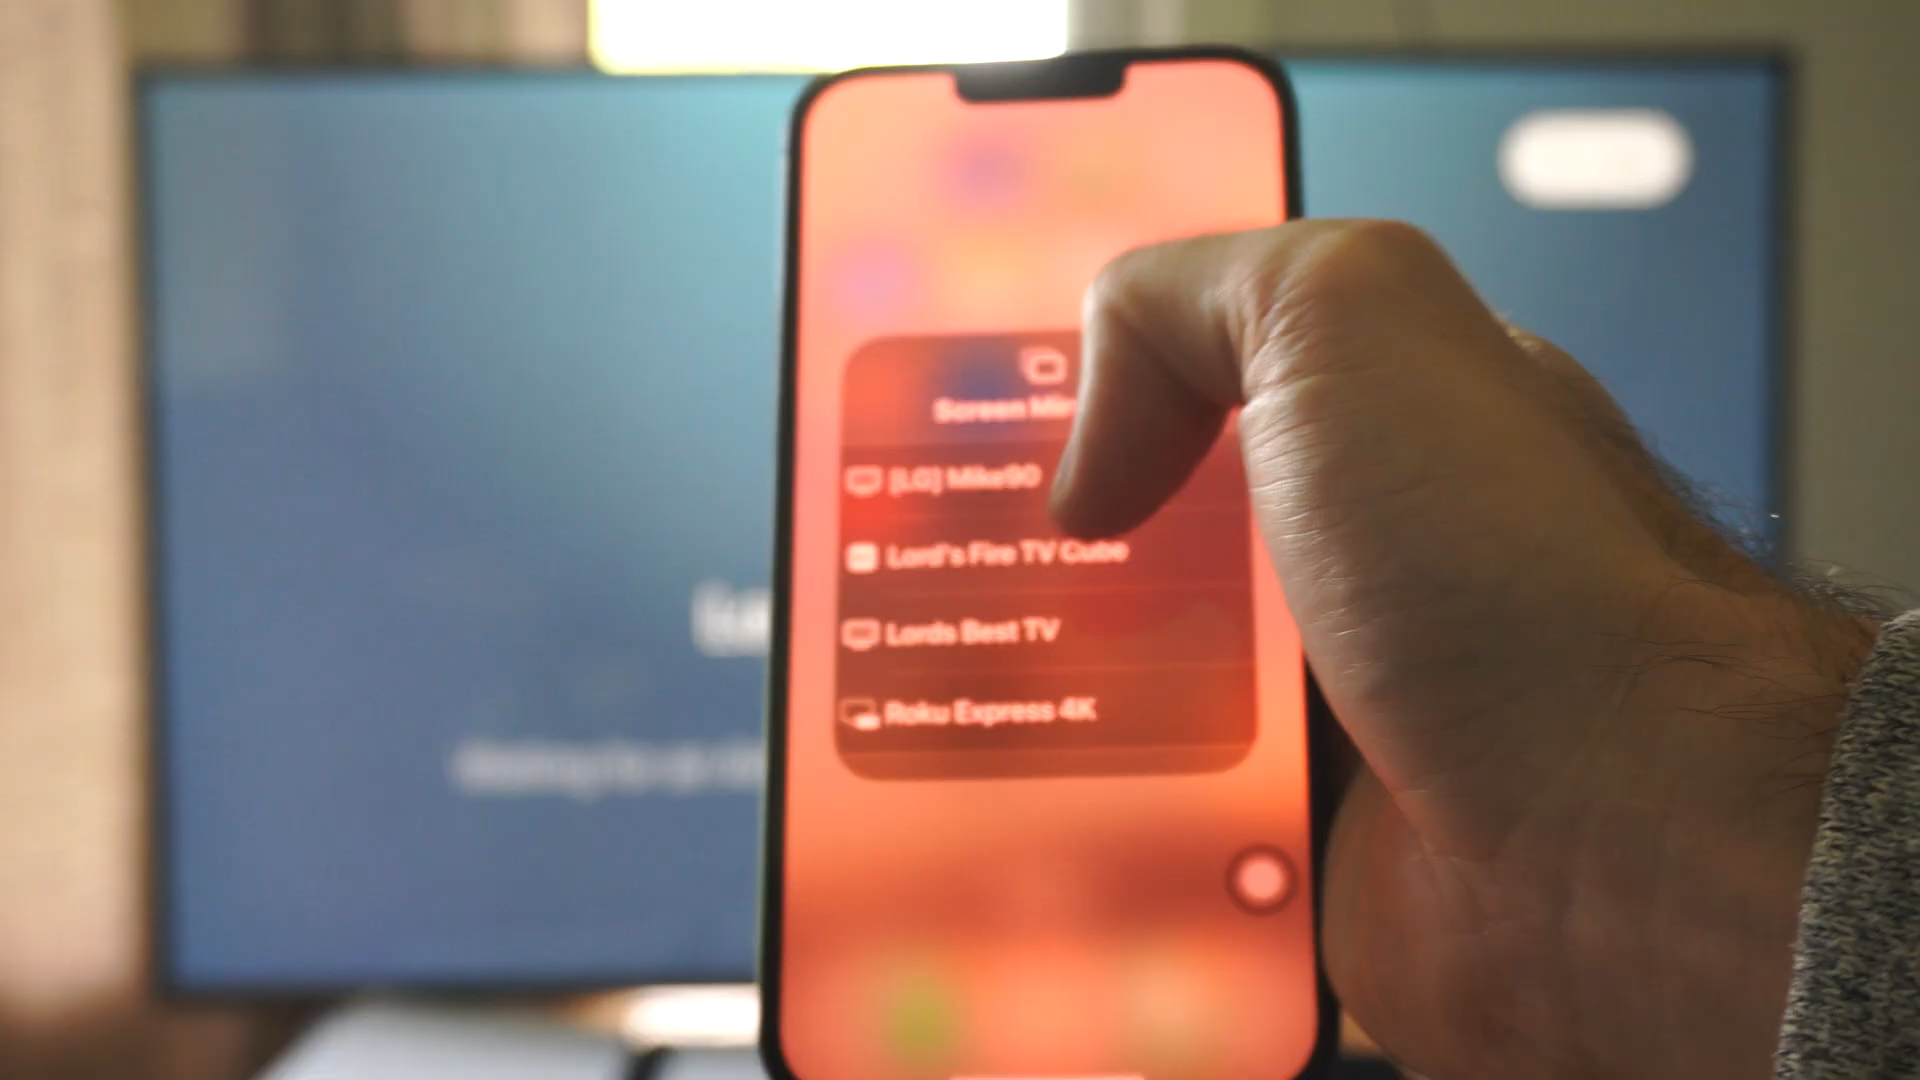 Screen Mir
[LG] Mike90
Lord's Fire TV Cube
Lords Best TV
Roku Express 4K